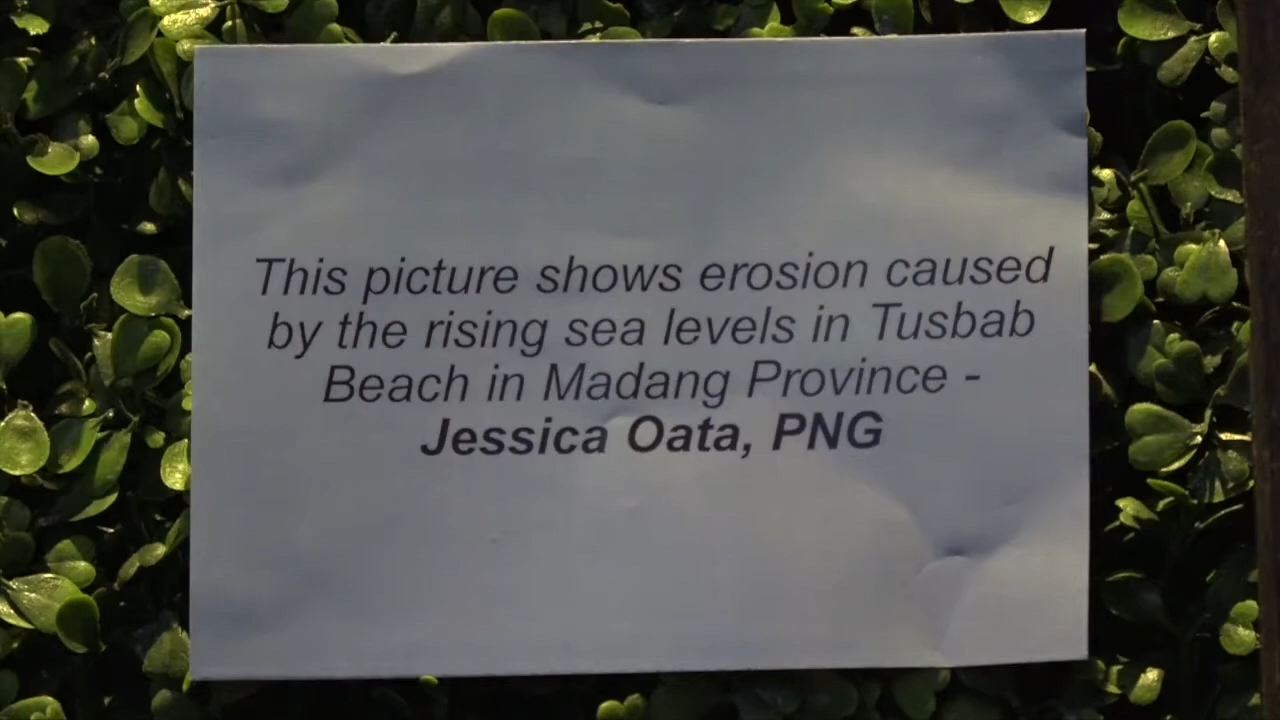 This picture shows erosion caused
by the rising sea levels in Tusbab
Beach in Madang Province -
Jessica Oata, PNG